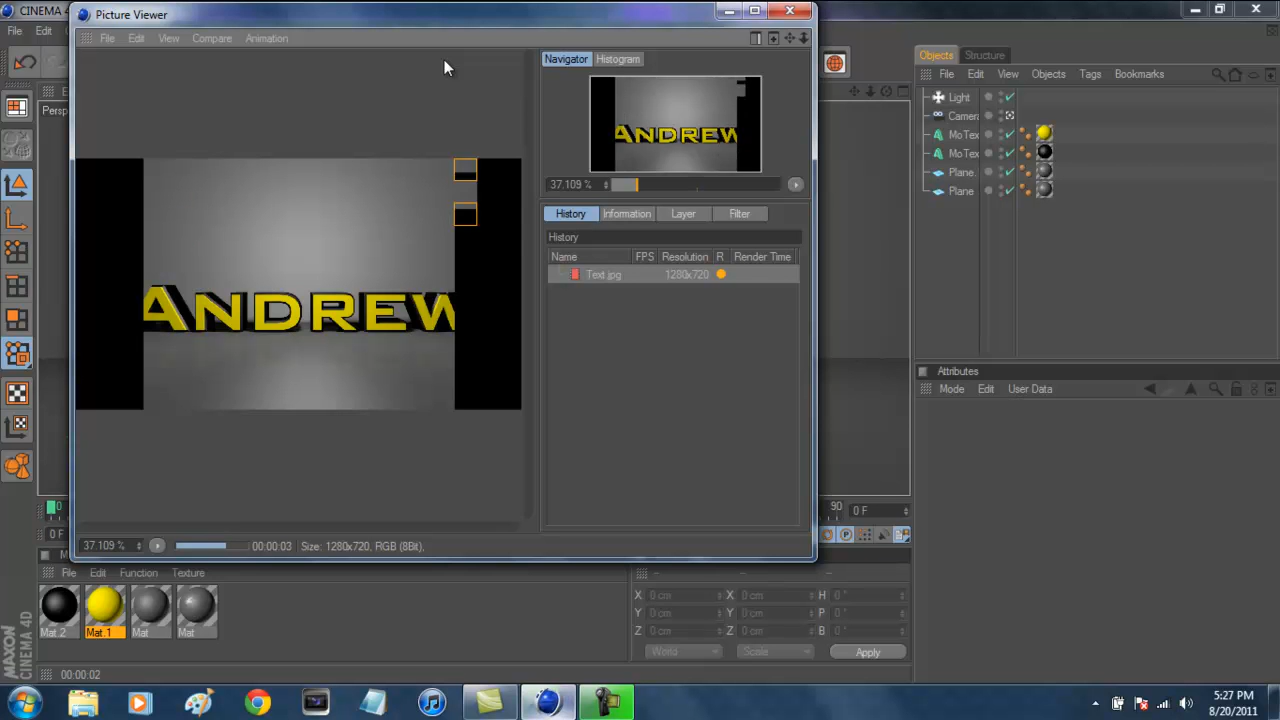 CINEMA 4
Picture Viewer
File Edit
File Edit View Compare Animation
Persp
Navigator Histogram
37.109 %
History Information Layer Filter
History
Name FPS Resolution R Render Time
Text.jpg 1280x720
ANDREW
ANDREW
37.109 % 00:00:03 Size: 1280x720, RGB (8Bit),
Objects Structure
File Edit View Objects Tags Bookmarks
Light
Camer
MoTex
MoTex
Plane.
Plane
Attributes
Mode Edit User Data
0 90 0 F
0 F
M
File Edit Function Texture
Mat.2 Mat.1 Mat Mat
X 0 cm X 0 cm H 0 °
Y 0 cm Y 0 cm P 0 °
Z 0 cm Z 0 cm B 0 °
World Scale Apply
00:00:02
MAXON
CINEMA 4D
5:27 PM
8/20/2011